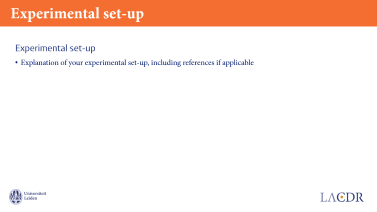 Experimental set-up
Experimental set-up
• Explanation of your experimental set-up, including references if applicable
Universiteit
Leiden
LACDR